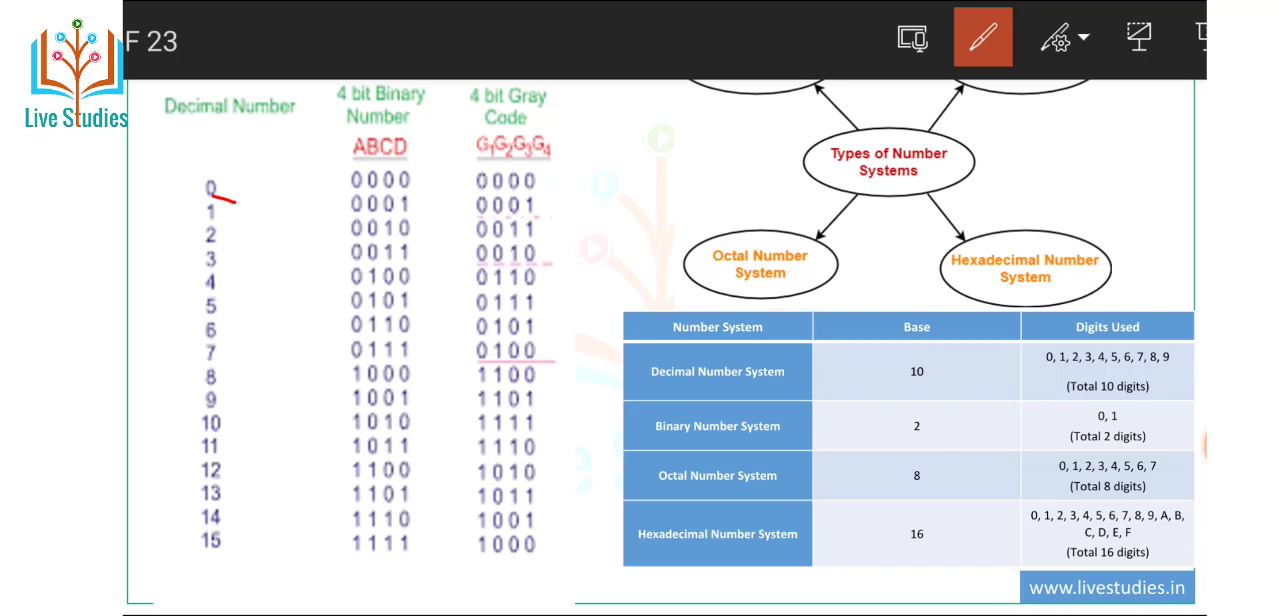 F 23
Live Studies
Decimal Number
4 bit Binary
Number
4 bit Gray
Code
ABCD
G₁G₂G₃G₄
0 0000 0000
1 0001 0001
2 0010 0011
3 0011 0010
4 0100 0110
5 0101 0111
6 0110 0101
7 0111 0100
8 1000 1100
9 1001 1101
10 1010 1111
11 1011 1110
12 1100 1010
13 1101 1011
14 1110 1001
15 1111 1000
Types of Number
Systems
Octal Number
System
Hexadecimal Number
System
Number System Base Digits Used
Decimal Number System 10 0, 1, 2, 3, 4, 5, 6, 7, 8, 9
(Total 10 digits)
Binary Number System 2 0, 1
(Total 2 digits)
Octal Number System 8 0, 1, 2, 3, 4, 5, 6, 7
(Total 8 digits)
Hexadecimal Number System 16 0, 1, 2, 3, 4, 5, 6, 7, 8, 9, A, B,
C, D, E, F
(Total 16 digits)
www.livestudies.in